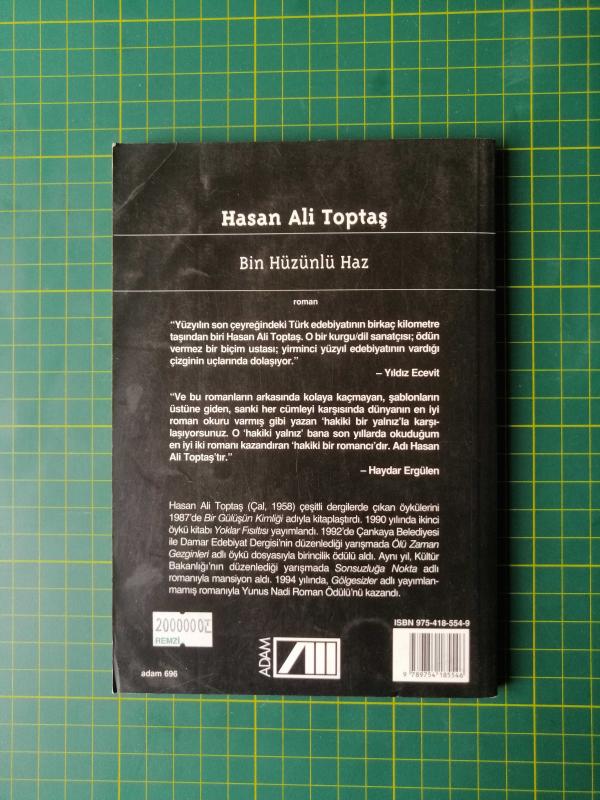 Hasan Ali Toptaş
Bin Hüzünlü Haz
roman
“Yüzyılın son çeyreğindeki Türk edebiyatının birkaç kilometre
taşından biri Hasan Ali Toptaş. O bir kurgu/dil sanatçısı; ödün
vermez bir biçim ustası; yirminci yüzyıl edebiyatının vardığı
çizginin uçlarında dolaşıyor.”
– Yıldız Ecevit
“Ve bu romanların arkasında kolaya kaçmayan, şablonların
üstüne giden, sanki her cümleyi karşısında dünyanın en iyi
roman okuru varmış gibi yazan ‘hakiki bir yalnız’la karşı-
laşıyorsunuz. O ‘hakiki yalnız’ bana son yıllarda okuduğum
en iyi iki romanı kazandıran ‘hakiki bir romancı’dır. Adı Hasan
Ali Toptaş’tır.”
– Haydar Ergülen
Hasan Ali Toptaş (Çal, 1958) çeşitli dergilerde çıkan öykülerini
1987’de Bir Gülüşün Kimliği adıyla kitaplaştırdı. 1990 yılında ikinci
öykü kitabı Yoklar Fısıltısı yayımlandı. 1992’de Çankaya Belediyesi
ile Damar Edebiyat Dergisi’nin düzenlediği yarışmada Ölü Zaman
Gezginleri adlı öykü dosyasıyla birincilik ödülü aldı. Aynı yıl, Kültür
Bakanlığı’nın düzenlediği yarışmada Sonsuzluğa Nokta adlı
romanıyla mansiyon aldı. 1994 yılında, Gölgesizler adlı yayımlan-
mamış romanıyla Yunus Nadi Roman Ödülü’nü kazandı.
2000000
REMZİ
adam 696
ADAM
ISBN 975-418-554-9
9 789754 185546